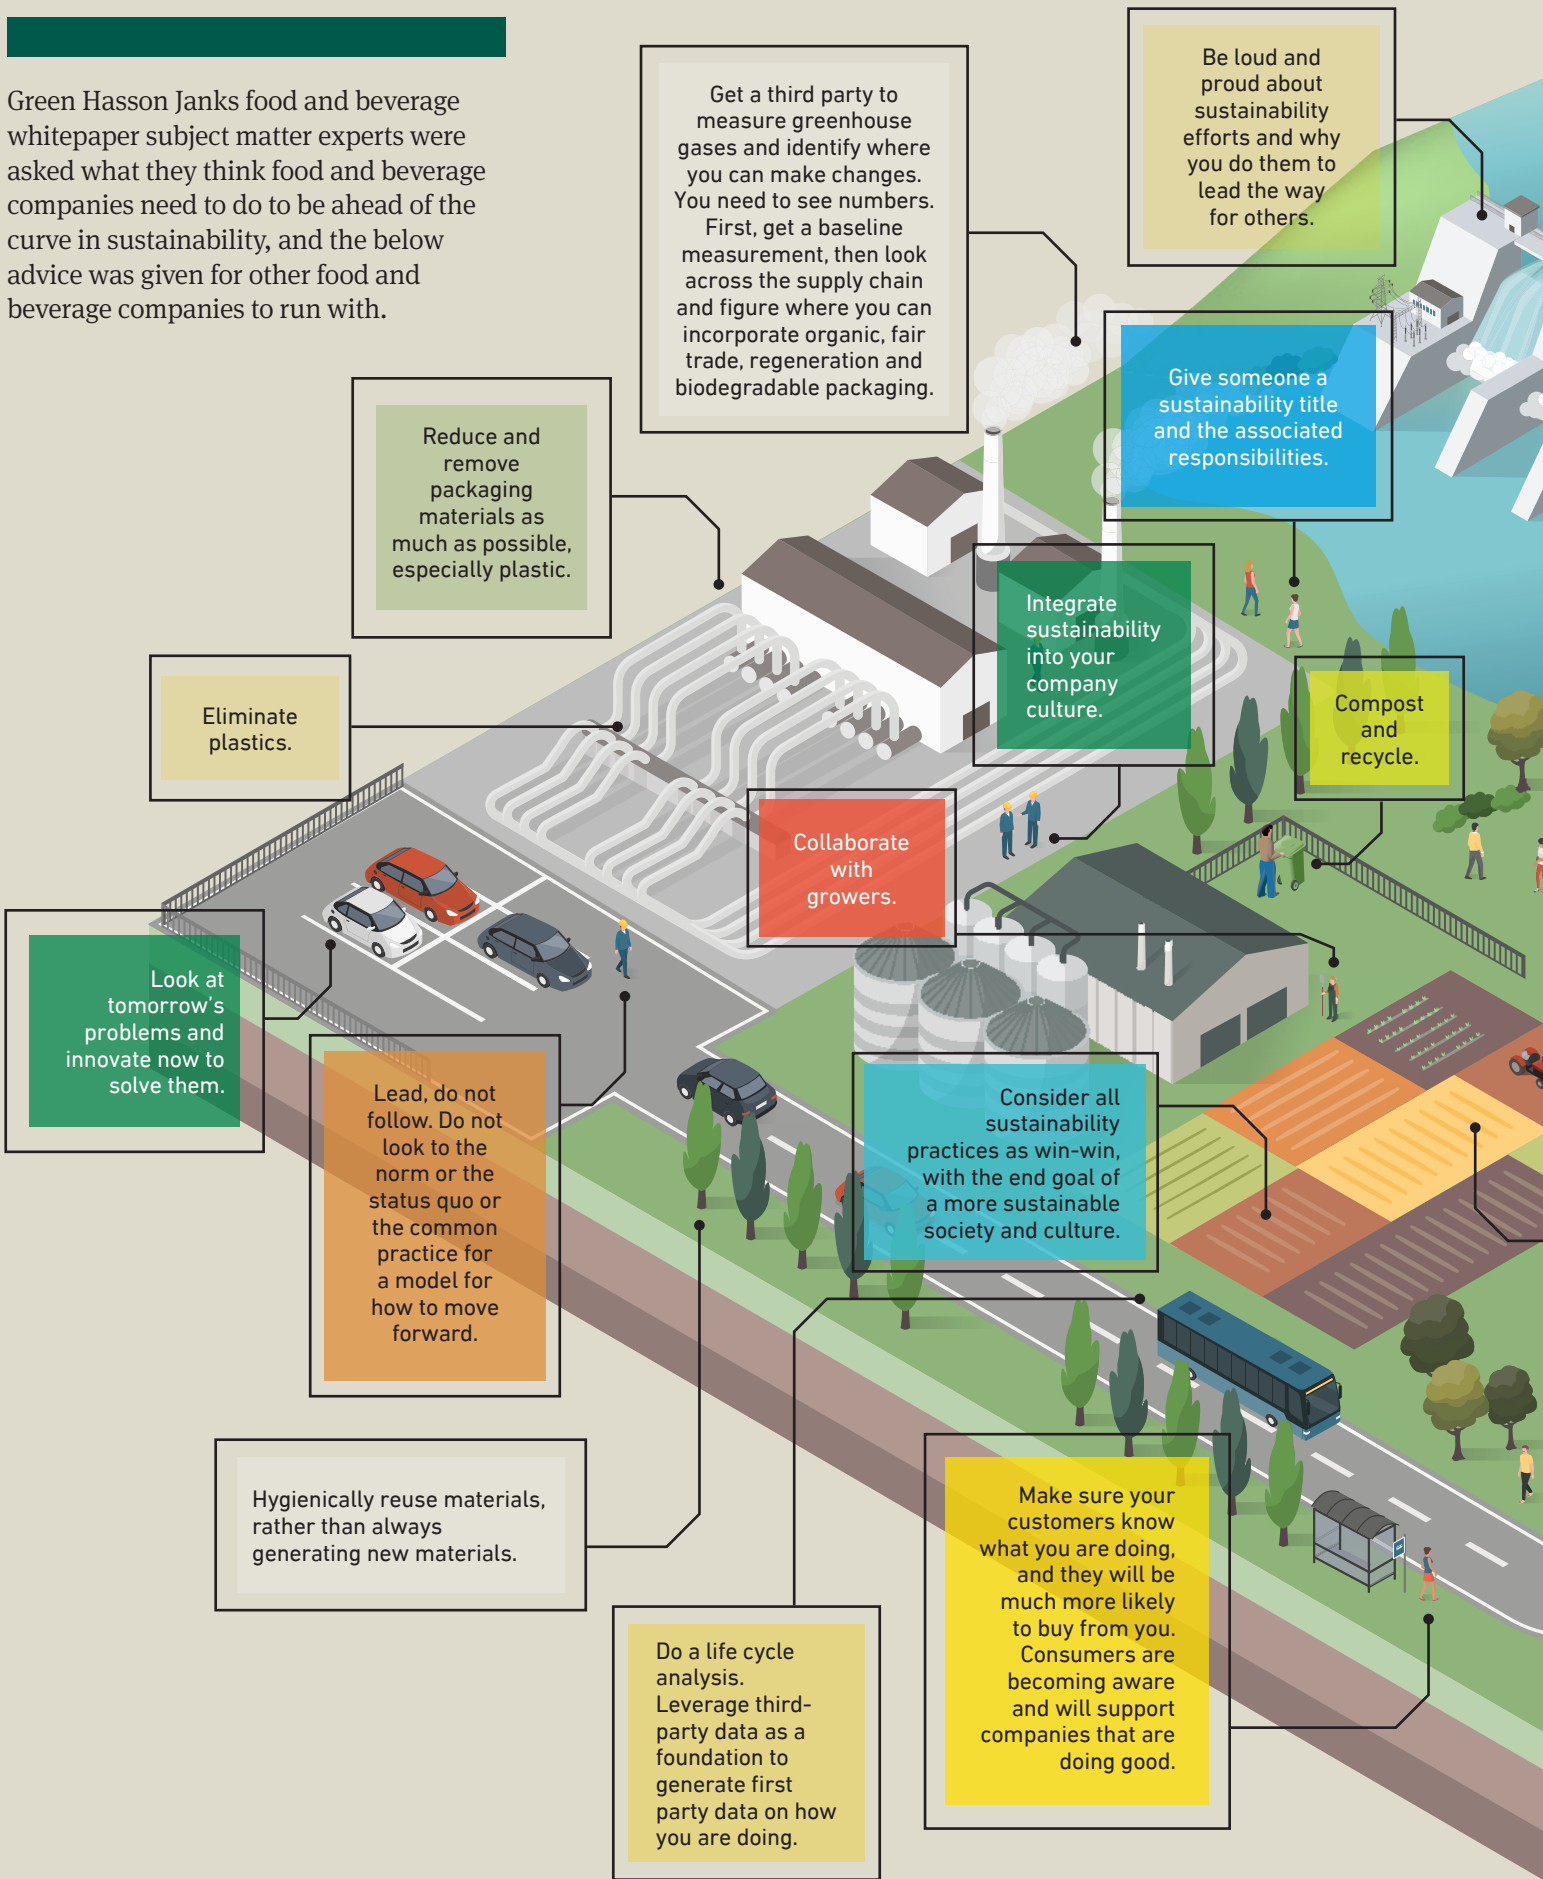 Green Hasson Janks food and beverage
whitepaper subject matter experts were
asked what they think food and beverage
companies need to do to be ahead of the
curve in sustainability, and the below
advice was given for other food and
beverage companies to run with.
Get a third party to
measure greenhouse
gases and identify where
you can make changes.
You need to see numbers.
First, get a baseline
measurement, then look
across the supply chain
and figure where you can
incorporate organic, fair
trade, regeneration and
biodegradable packaging.
Be loud and
proud about
sustainability
efforts and why
you do them to
lead the way
for others.
Give someone a
sustainability title
and the associated
responsibilities.
Reduce and
remove
packaging
materials as
much as possible,
especially plastic.
Integrate
sustainability
into your
company
culture.
Eliminate
plastics.
Compost
and
recycle.
Collaborate
with
growers.
Look at
tomorrow's
problems and
innovate now to
solve them.
Lead, do not
follow. Do not
look to the
norm or the
status quo or
the common
practice for
a model for
how to move
forward.
Consider all
sustainability
practices as win-win,
with the end goal of
a more sustainable
society and culture.
Hygienically reuse materials,
rather than always
generating new materials.
Make sure your
customers know
what you are doing,
and they will be
much more likely
to buy from you.
Consumers are
becoming aware
and will support
companies that are
doing good.
Do a life cycle
analysis.
Leverage third-
party data as a
foundation to
generate first
party data on how
you are doing.